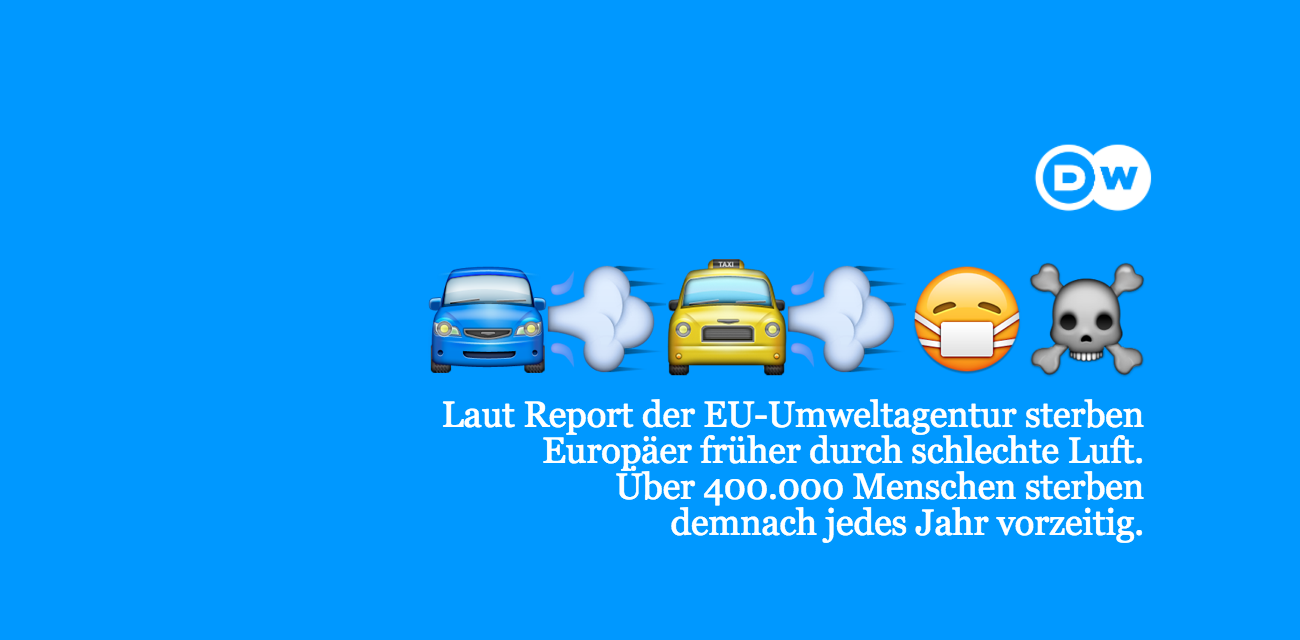 DW
TAXI
Laut Report der EU-Umweltagentur sterben
Europäer früher durch schlechte Luft.
Über 400.000 Menschen sterben
demnach jedes Jahr vorzeitig.